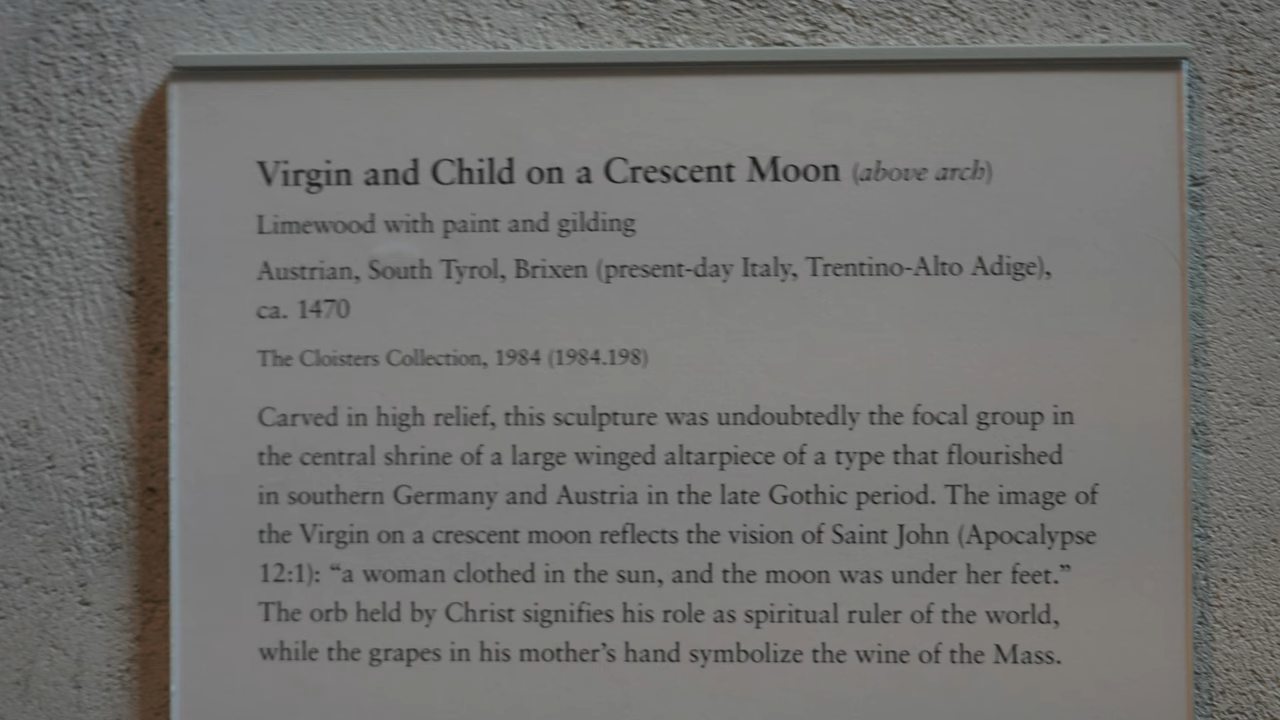 Virgin and Child on a Crescent Moon (above arch)
Limewood with paint and gilding
Austrian, South Tyrol, Brixen (present-day Italy, Trentino-Alto Adige),
ca. 1470
The Cloisters Collection, 1984 (1984.198)
Carved in high relief, this sculpture was undoubtedly the focal group in
the central shrine of a large winged altarpiece of a type that flourished
in southern Germany and Austria in the late Gothic period. The image of
the Virgin on a crescent moon reflects the vision of Saint John (Apocalypse
12:1): “a woman clothed in the sun, and the moon was under her feet.”
The orb held by Christ signifies his role as spiritual ruler of the world,
while the grapes in his mother’s hand symbolize the wine of the Mass.